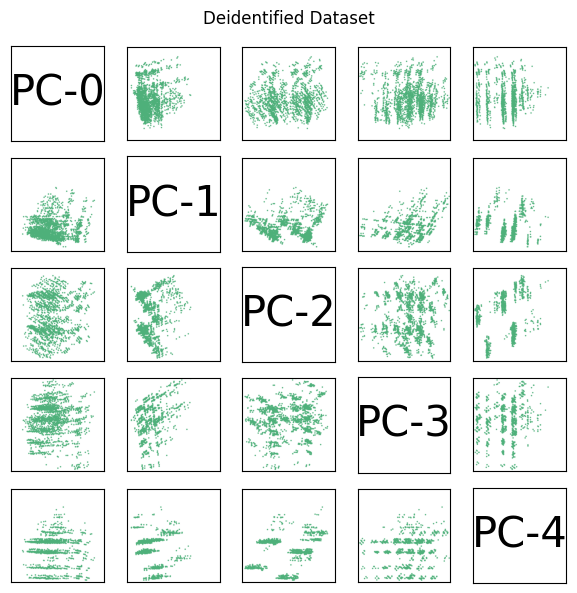 Deidentified Dataset
PC-0
PC-1
PC-2
PC-3
PC-4